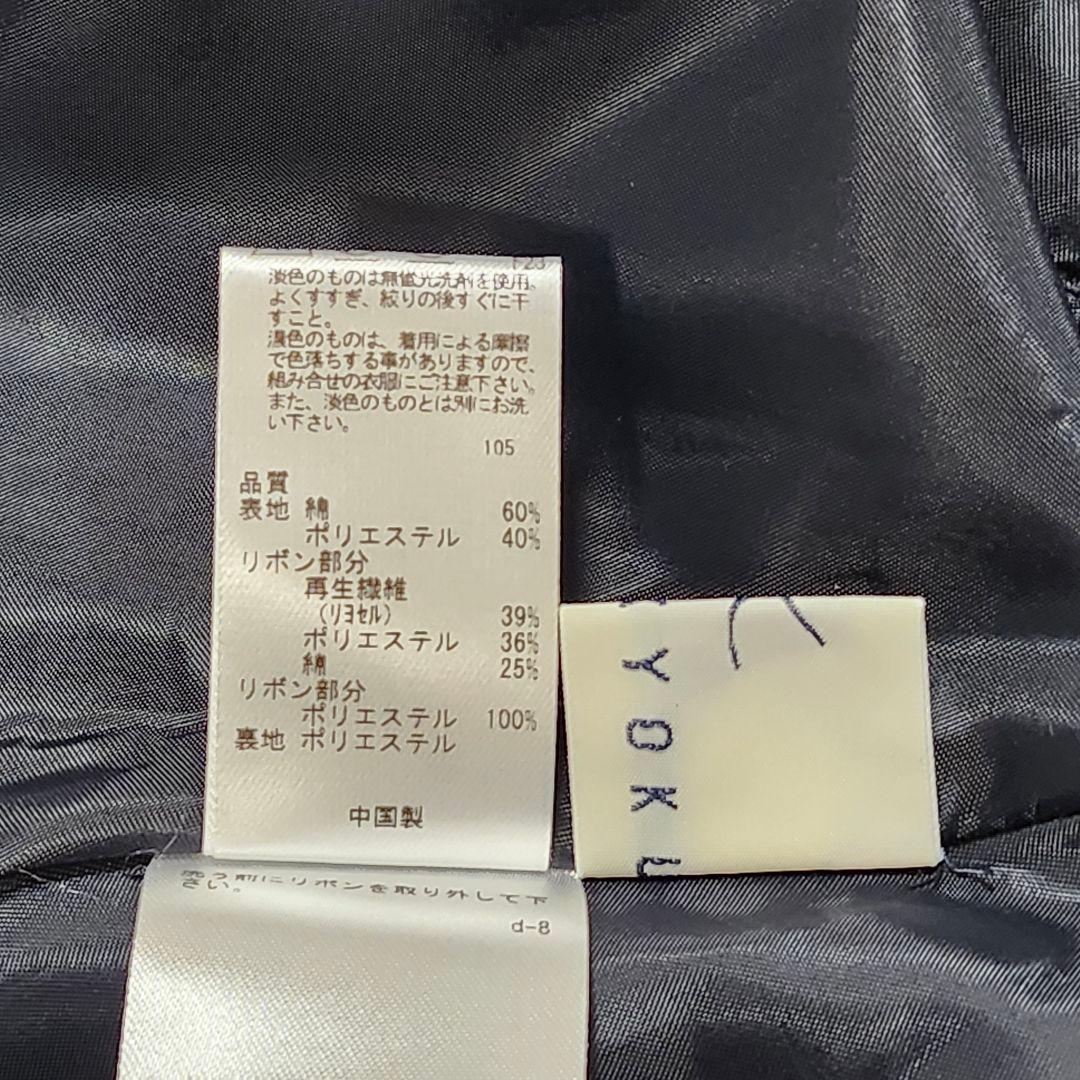 淡色のものは無蛍光洗剤を使用。
よくすすぎ、絞りの後すぐに干
すこと。
濃色のものは、着用による摩擦
で色落ちする事がありますので、
組み合せの衣服にご注意下さい。
また、淡色のものとは別にお洗
い下さい。
105
品質
表地 綿 60%
ポリエステル 40%
リボン部分
再生繊維
(リヨセル) 39%
ポリエステル 36%
綿 25%
リボン部分
ポリエステル 100%
裏地 ポリエステル
中国製
洗う前にリボンを取り外して下
さい。
d-8
YOK